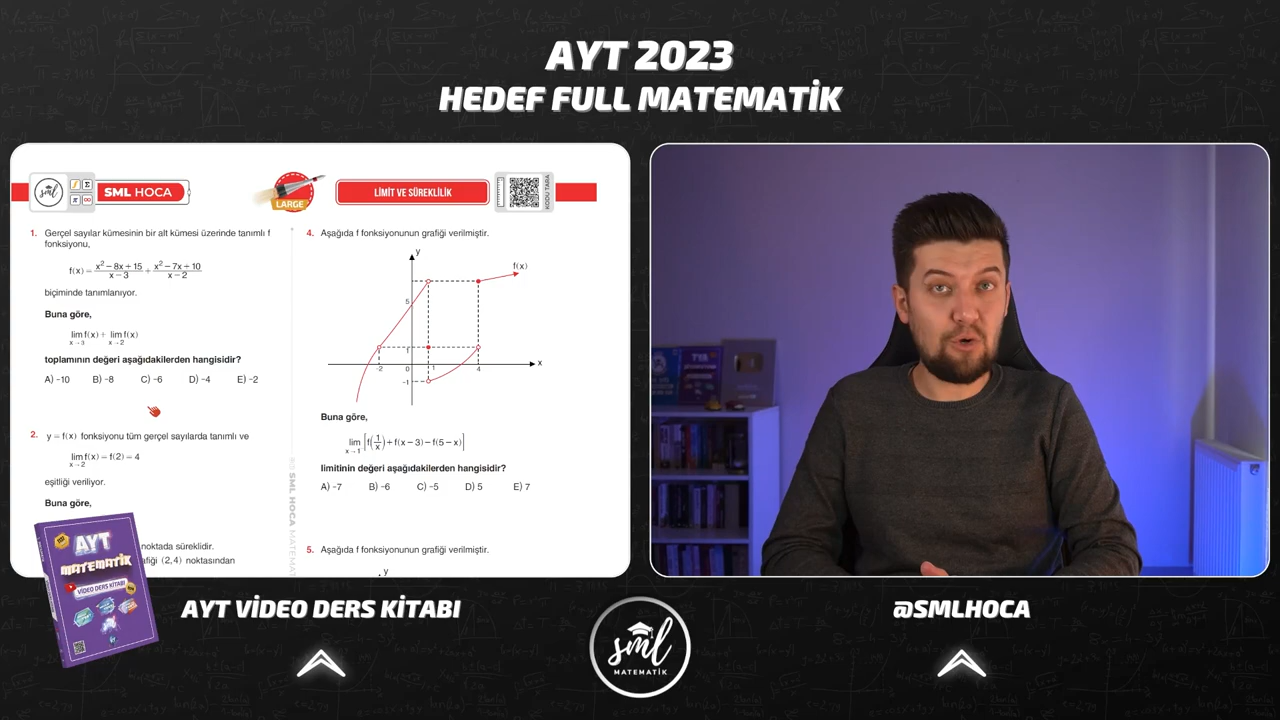 AYT 2023
HEDEF FULL MATEMATİK
sml
SML HOCA
LARGE
LİMİT VE SÜREKLİLİK
KODU TARA
1. Gerçel sayılar kümesinin bir alt kümesi üzerinde tanımlı f
fonksiyonu,
f(x) = (x² − 8x + 15)/(x − 3) + (x² − 7x + 10)/(x − 2)
biçiminde tanımlanıyor.
Buna göre,
lim x→3 f(x) + lim x→2 f(x)
toplamının değeri aşağıdakilerden hangisidir?
A) -10 B) -8 C) -6 D) -4 E) -2
2. y = f(x) fonksiyonu tüm gerçel sayılarda tanımlı ve
lim x→2 f(x) = f(2) = 4
eşitliği veriliyor.
Buna göre,
noktada süreklidir.
(2, 4) noktasından
SML HOCA MATEMAT
4. Aşağıda f fonksiyonunun grafiği verilmiştir.
y
f(x)
5
1
x
-2 0 1 4
-1
Buna göre,
lim x→1 [f(1/x) + f(x − 3) − f(5 − x)]
limitinin değeri aşağıdakilerden hangisidir?
A) -7 B) -6 C) -5 D) 5 E) 7
5. Aşağıda f fonksiyonunun grafiği verilmiştir.
y
AYT
MATEMATİK
VİDEO DERS KİTABI
AYT VİDEO DERS KİTABI
sml
MATEMATİK
@SMLHOCA